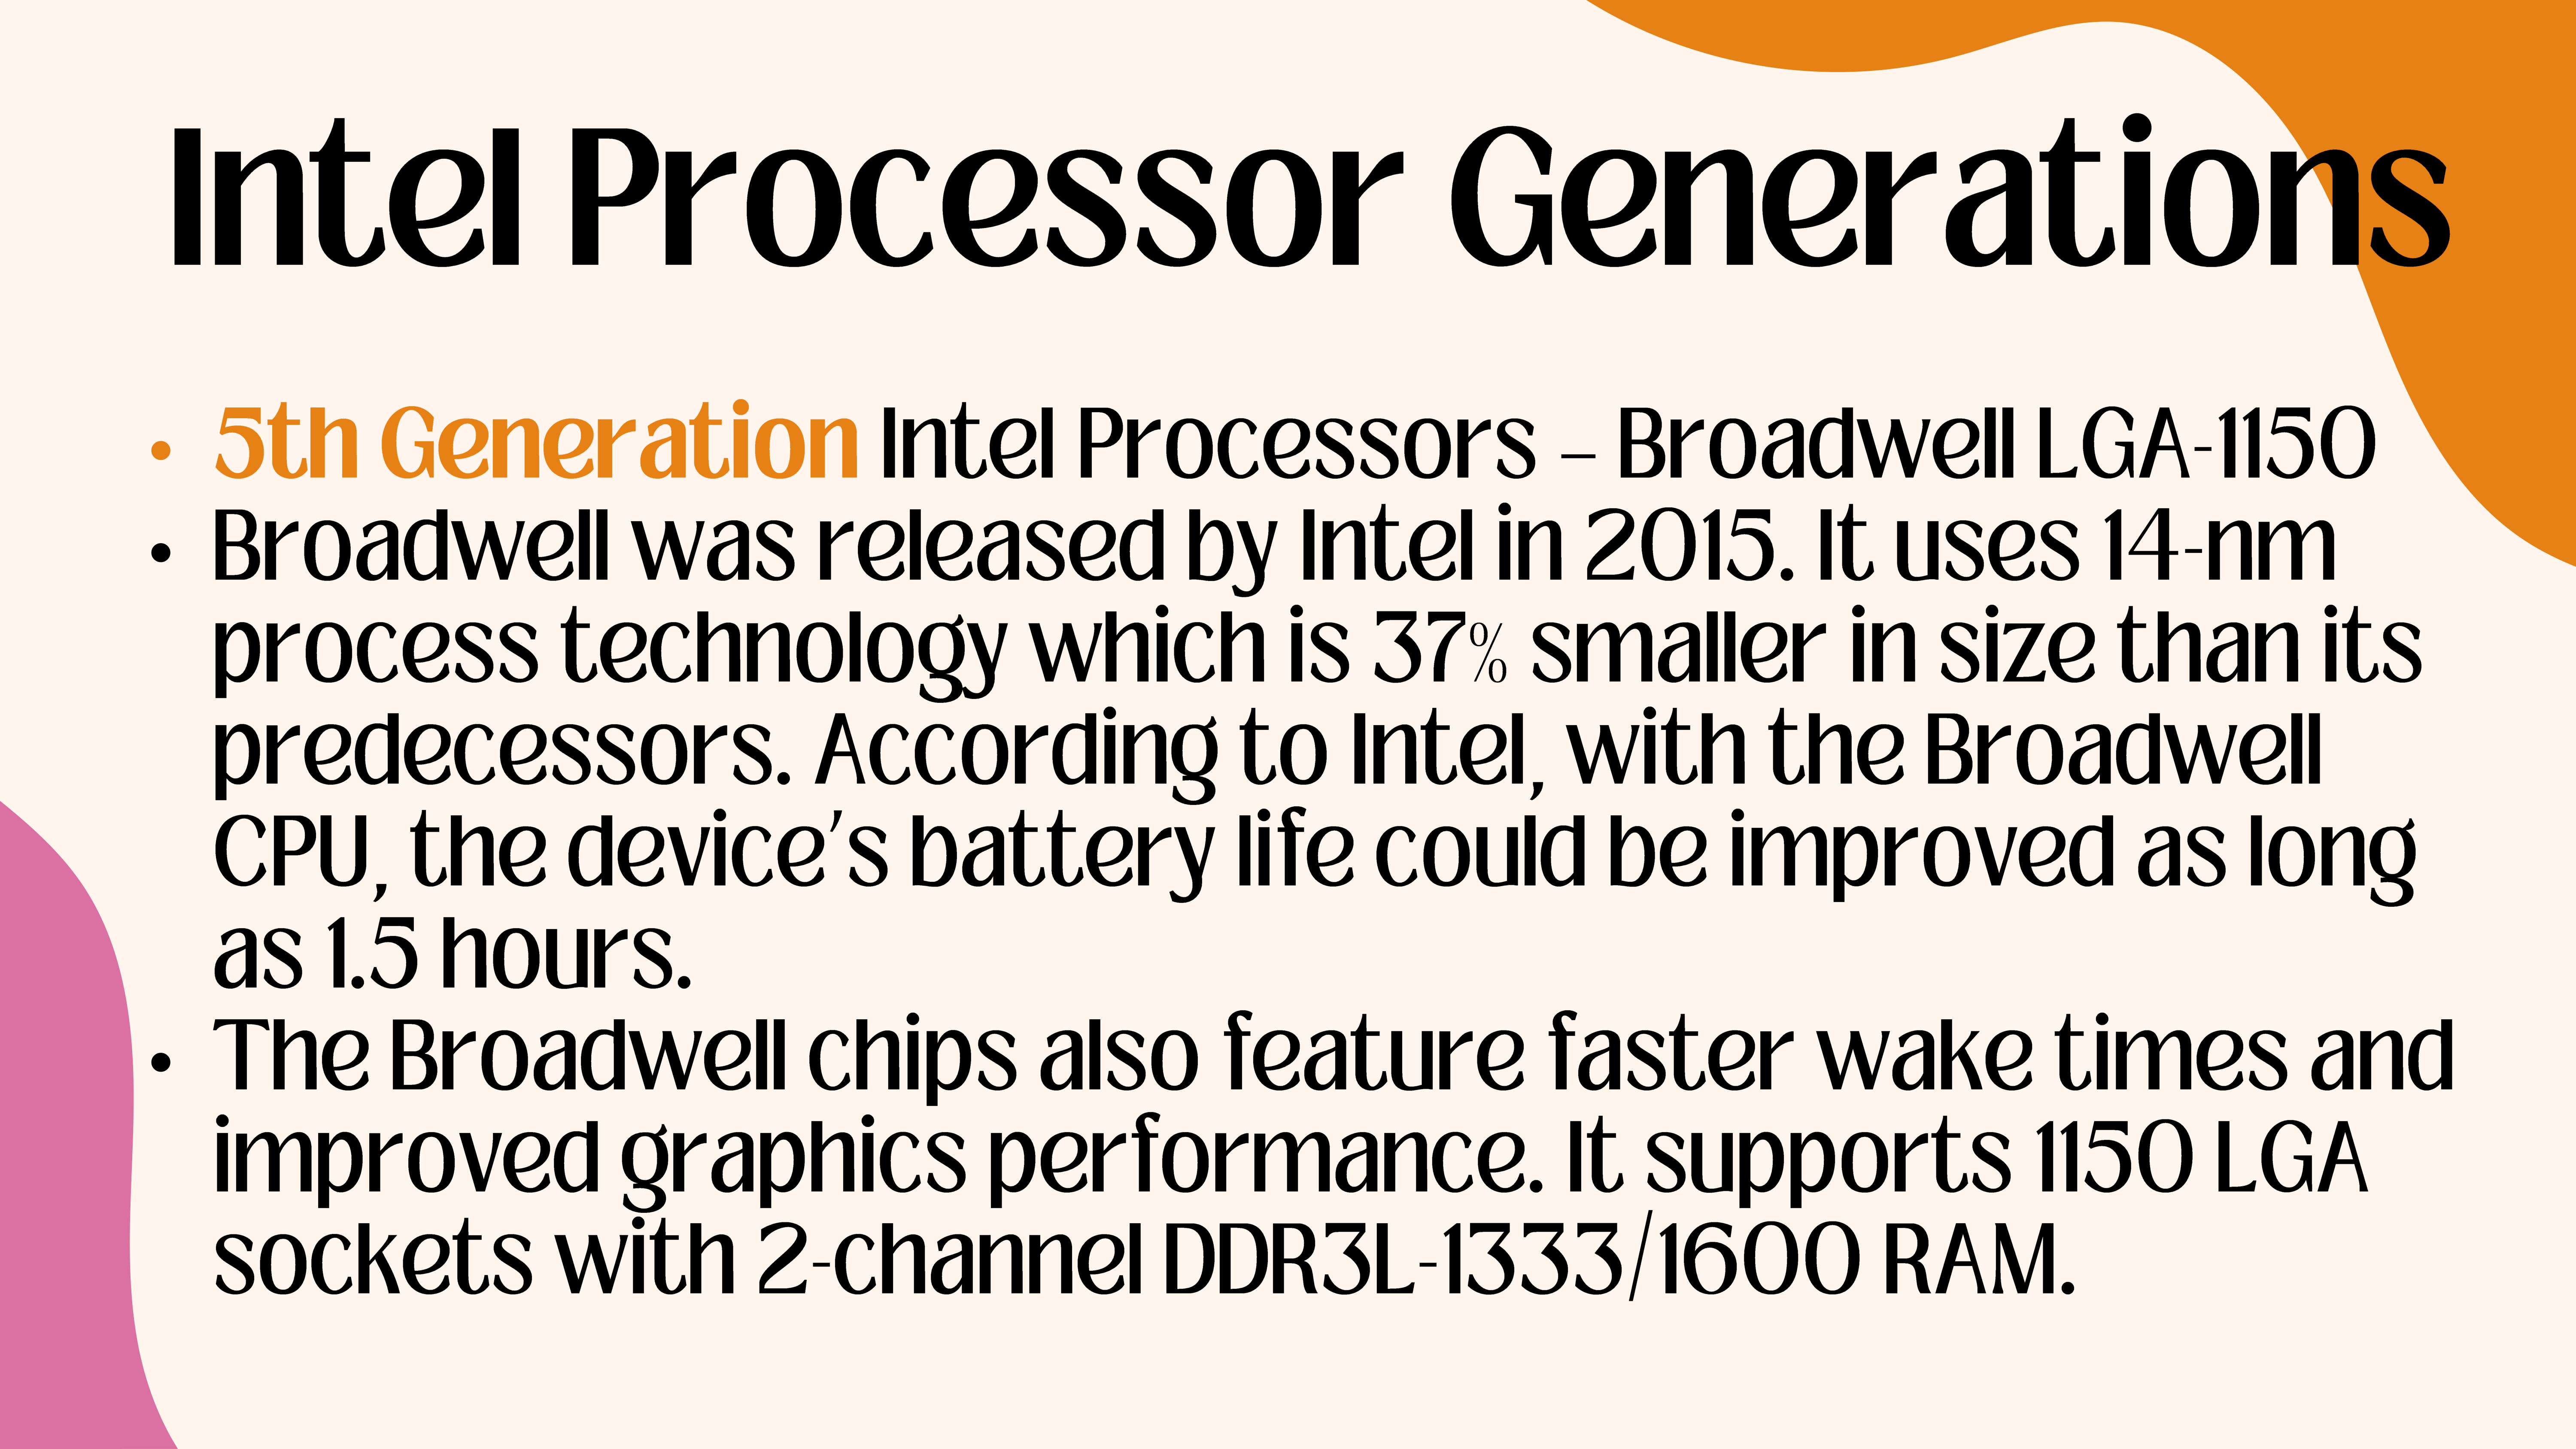 Intel Processor Generations
• 5th Generation Intel Processors – Broadwell LGA-1150
• Broadwell was released by Intel in 2015. It uses 14-nm
process technology which is 37% smaller in size than its
predecessors. According to Intel, with the Broadwell
CPU, the device's battery life could be improved as long
as 1.5 hours.
• The Broadwell chips also feature faster wake times and
improved graphics performance. It supports 1150 LGA
sockets with 2-channel DDR3L-1333/1600 RAM.